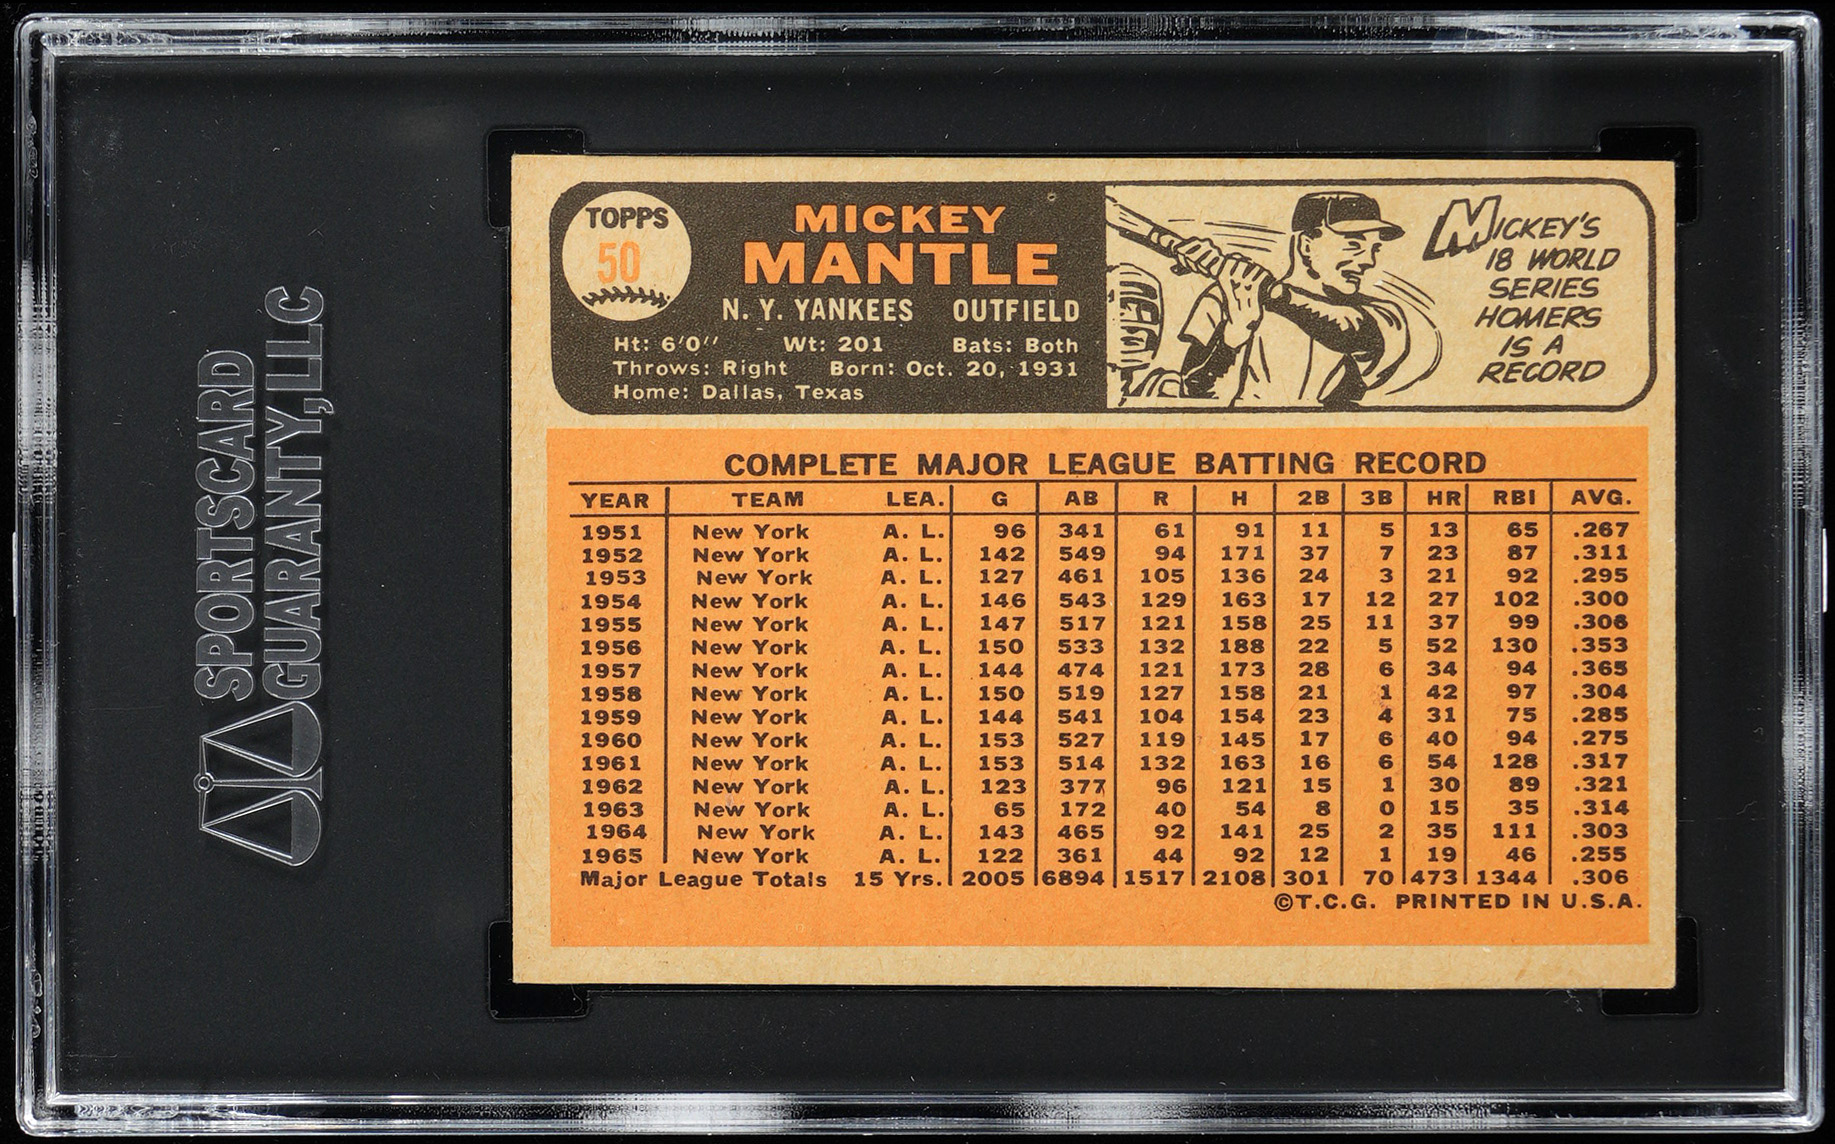 SPORTSCARD
GUARANTY, LLC
TOPPS
50
MICKEY
MANTLE
N. Y. YANKEES OUTFIELD
Ht: 6'0'' Wt: 201 Bats: Both
Throws: Right Born: Oct. 20, 1931
Home: Dallas, Texas
MICKEY'S
18 WORLD
SERIES
HOMERS
IS A
RECORD
COMPLETE MAJOR LEAGUE BATTING RECORD
YEAR TEAM LEA. G AB R H 2B 3B HR RBI AVG.
1951 New York A. L. 96 341 61 91 11 5 13 65 .267
1952 New York A. L. 142 549 94 171 37 7 23 87 .311
1953 New York A. L. 127 461 105 136 24 3 21 92 .295
1954 New York A. L. 146 543 129 163 17 12 27 102 .300
1955 New York A. L. 147 517 121 158 25 11 37 99 .306
1956 New York A. L. 150 533 132 188 22 5 52 130 .353
1957 New York A. L. 144 474 121 173 28 6 34 94 .365
1958 New York A. L. 150 519 127 158 21 1 42 97 .304
1959 New York A. L. 144 541 104 154 23 4 31 75 .285
1960 New York A. L. 153 527 119 145 17 6 40 94 .275
1961 New York A. L. 153 514 132 163 16 6 54 128 .317
1962 New York A. L. 123 377 96 121 15 1 30 89 .321
1963 New York A. L. 65 172 40 54 8 0 15 35 .314
1964 New York A. L. 143 465 92 141 25 2 35 111 .303
1965 New York A. L. 122 361 44 92 12 1 19 46 .255
Major League Totals 15 Yrs. 2005 6894 1517 2108 301 70 473 1344 .306
©T.C.G. PRINTED IN U.S.A.